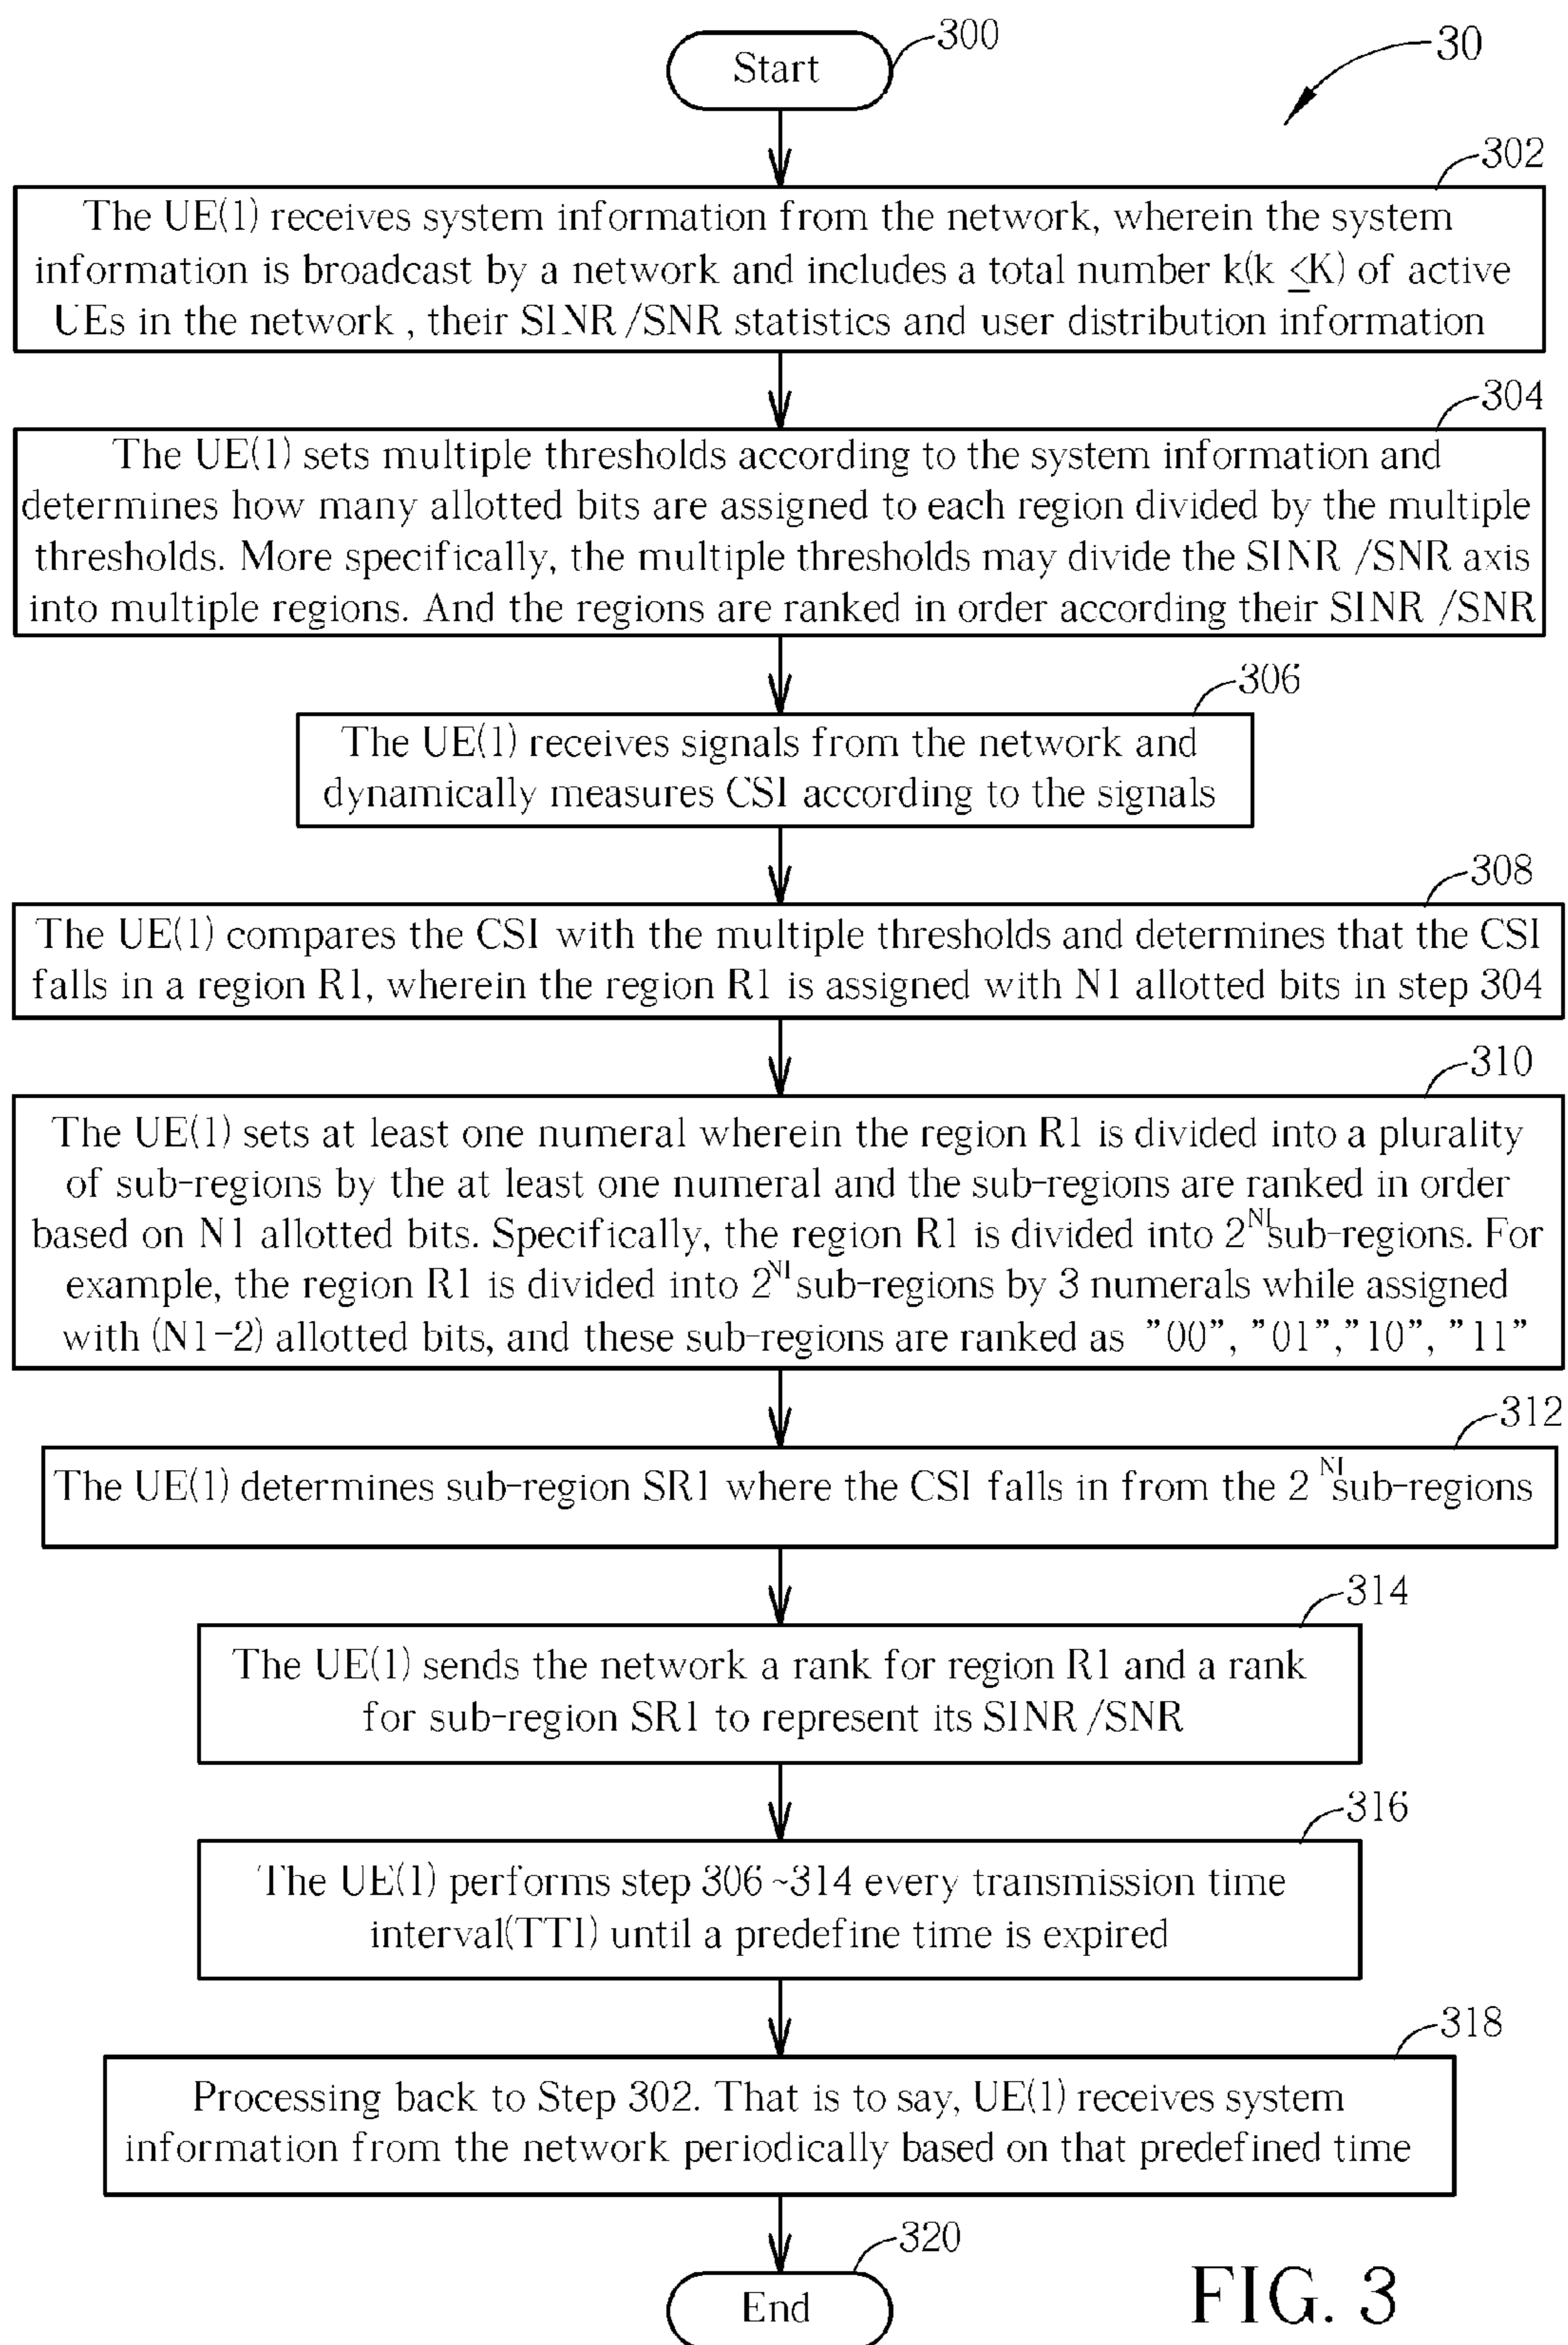 Start
300
30
302
The UE(1) receives system information from the network, wherein the system
information is broadcast by a network and includes a total number k(k ≤K) of active
UEs in the network , their SINR /SNR statistics and user distribution information
304
The UE(1) sets multiple thresholds according to the system information and
determines how many allotted bits are assigned to each region divided by the multiple
thresholds. More specifically, the multiple thresholds may divide the SINR /SNR axis
into multiple regions. And the regions are ranked in order according their SINR /SNR
306
The UE(1) receives signals from the network and
dynamically measures CSI according to the signals
308
The UE(1) compares the CSI with the multiple thresholds and determines that the CSI
falls in a region R1, wherein the region R1 is assigned with N1 allotted bits in step 304
310
The UE(1) sets at least one numeral wherein the region R1 is divided into a plurality
of sub-regions by the at least one numeral and the sub-regions are ranked in order
based on N1 allotted bits. Specifically, the region R1 is divided into 2^N1 sub-regions. For
example, the region R1 is divided into 2^N1 sub-regions by 3 numerals while assigned
with (N1-2) allotted bits, and these sub-regions are ranked as ”00”, ”01”,”10”, ”11”
312
The UE(1) determines sub-region SR1 where the CSI falls in from the 2^N1 sub-regions
314
The UE(1) sends the network a rank for region R1 and a rank
for sub-region SR1 to represent its SINR /SNR
316
The UE(1) performs step 306~314 every transmission time
interval(TTI) until a predefine time is expired
318
Processing back to Step 302. That is to say, UE(1) receives system
information from the network periodically based on that predefined time
320
End
FIG. 3